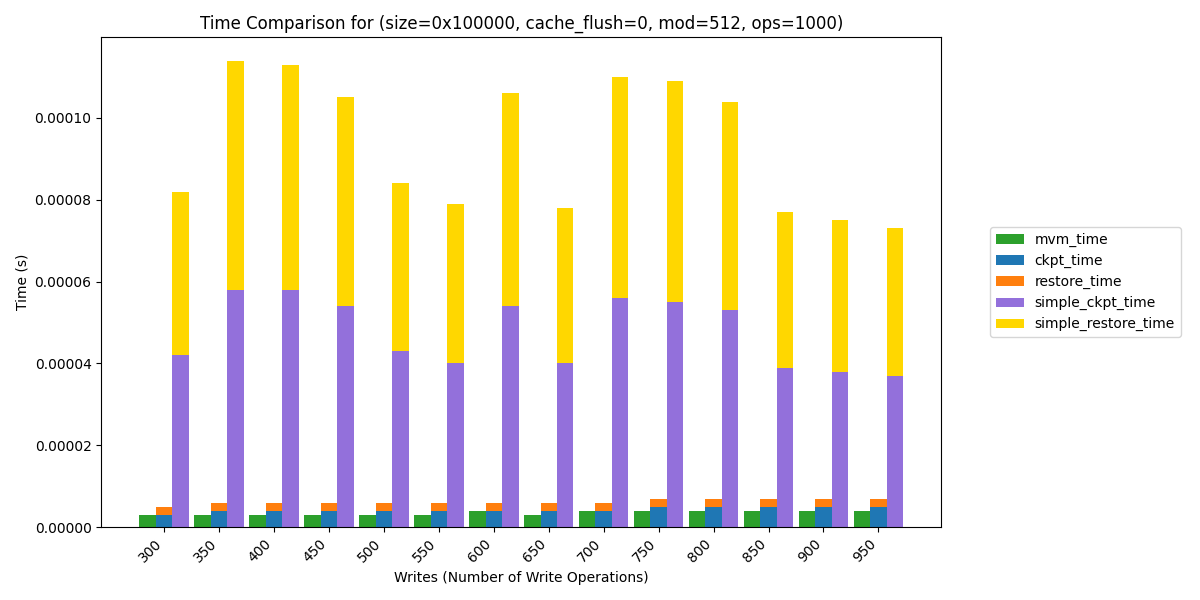 Time Comparison for (size=0x100000, cache_flush=0, mod=512, ops=1000)
Time (s)
0.00010
0.00008
0.00006
0.00004
0.00002
0.00000
300 350 400 450 500 550 600 650 700 750 800 850 900 950
Writes (Number of Write Operations)
mvm_time
ckpt_time
restore_time
simple_ckpt_time
simple_restore_time